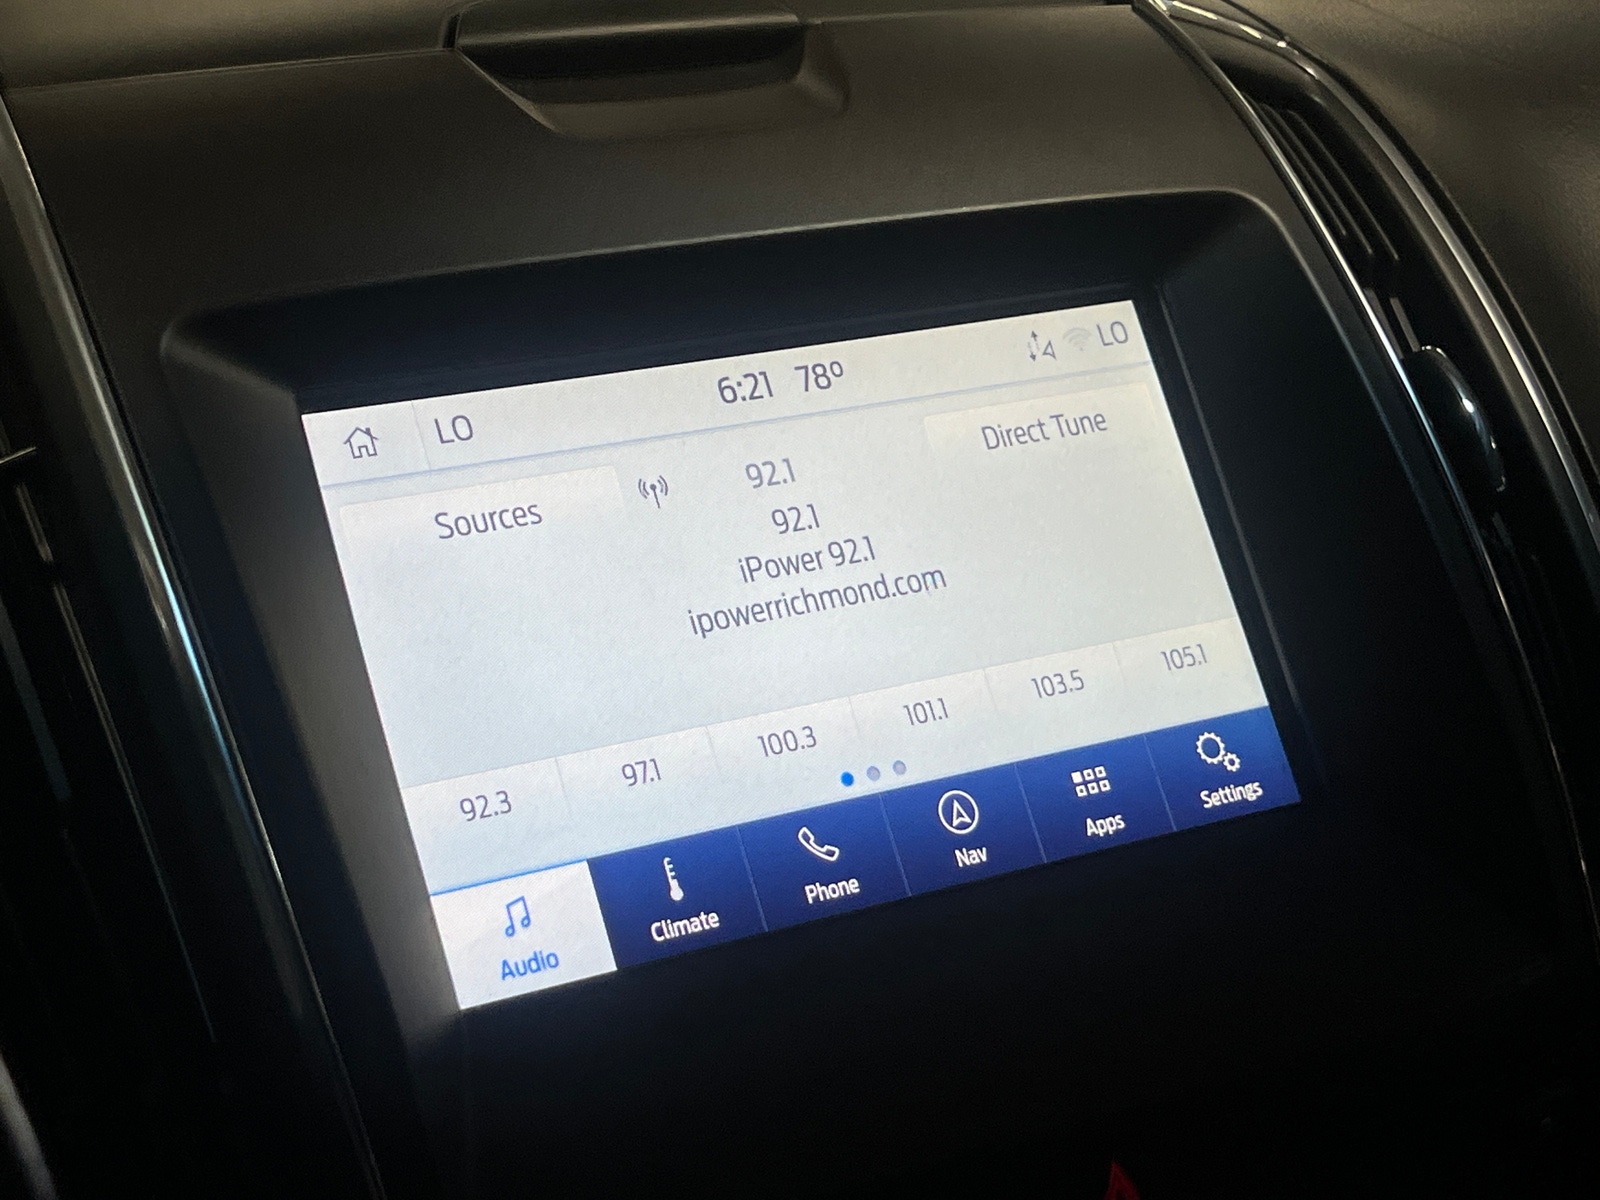 LO 6:21 78° LO
Sources 92.1 Direct Tune
92.1
iPower 92.1
ipowerrichmond.com
92.3 97.1 100.3 101.1 103.5 105.1
Audio Climate Phone Nav Apps Settings